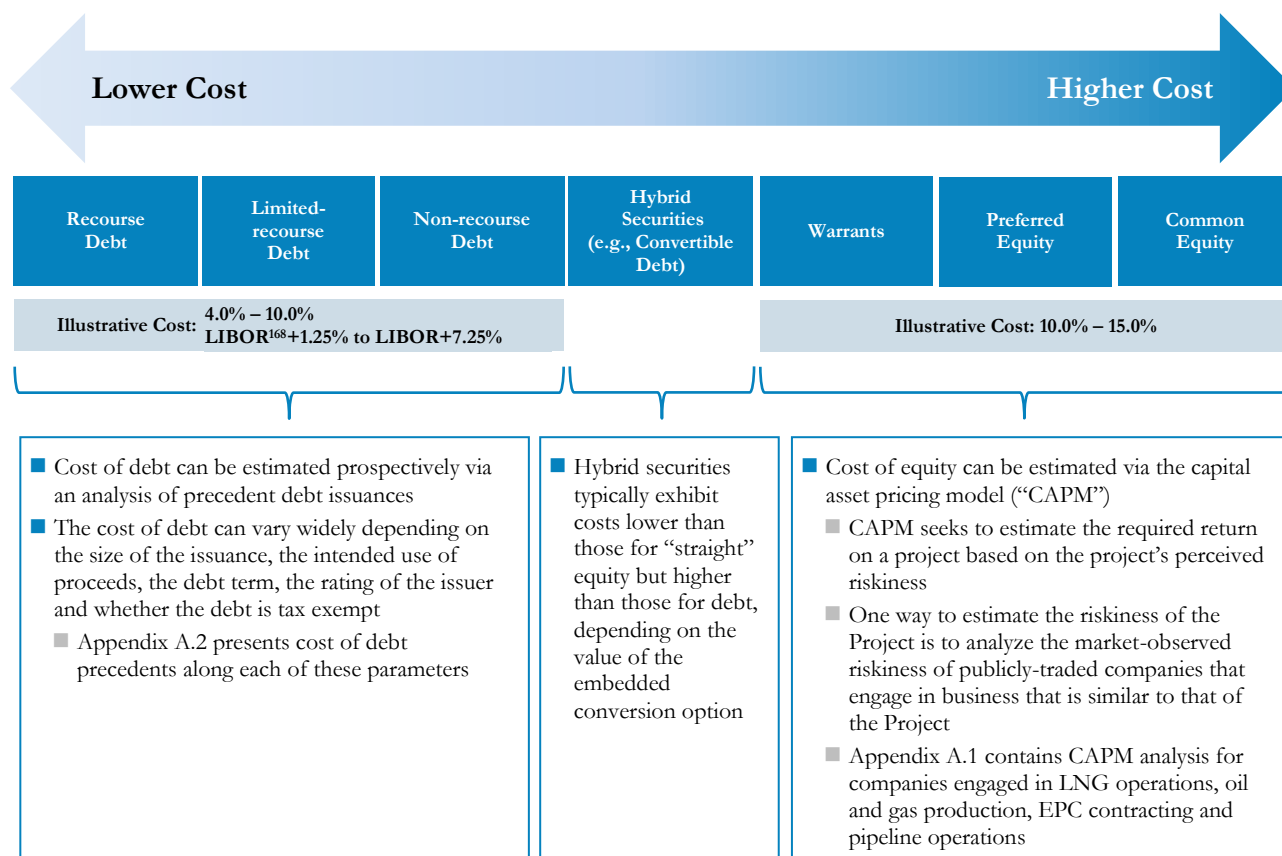 Lower Cost
Higher Cost
Recourse
Debt
Limited-
recourse
Debt
Non-recourse
Debt
Hybrid
Securities
(e.g., Convertible
Debt)
Warrants
Preferred
Equity
Common
Equity
Illustrative Cost:
4.0% – 10.0%
LIBOR168+1.25% to LIBOR+7.25%
Illustrative Cost: 10.0% – 15.0%
■ Cost of debt can be estimated prospectively via
an analysis of precedent debt issuances
■ The cost of debt can vary widely depending on
the size of the issuance, the intended use of
proceeds, the debt term, the rating of the issuer
and whether the debt is tax exempt
■ Appendix A.2 presents cost of debt
precedents along each of these parameters
■ Hybrid securities
typically exhibit
costs lower than
those for “straight”
equity but higher
than those for debt,
depending on the
value of the
embedded
conversion option
■ Cost of equity can be estimated via the capital
asset pricing model (“CAPM”)
■ CAPM seeks to estimate the required return
on a project based on the project’s perceived
riskiness
■ One way to estimate the riskiness of the
Project is to analyze the market-observed
riskiness of publicly-traded companies that
engage in business that is similar to that of
the Project
■ Appendix A.1 contains CAPM analysis for
companies engaged in LNG operations, oil
and gas production, EPC contracting and
pipeline operations